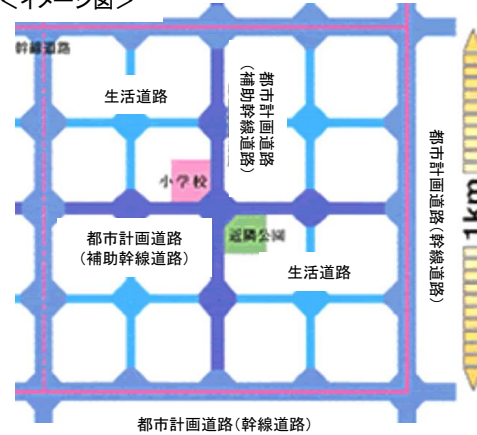 ＜イメージ図＞
幹線道路
生活道路
都市計画道路
（補助幹線道路）
小学校
都市計画道路
（補助幹線道路）
近隣公園
生活道路
都市計画道路（幹線道路）
1km
都市計画道路（幹線道路）